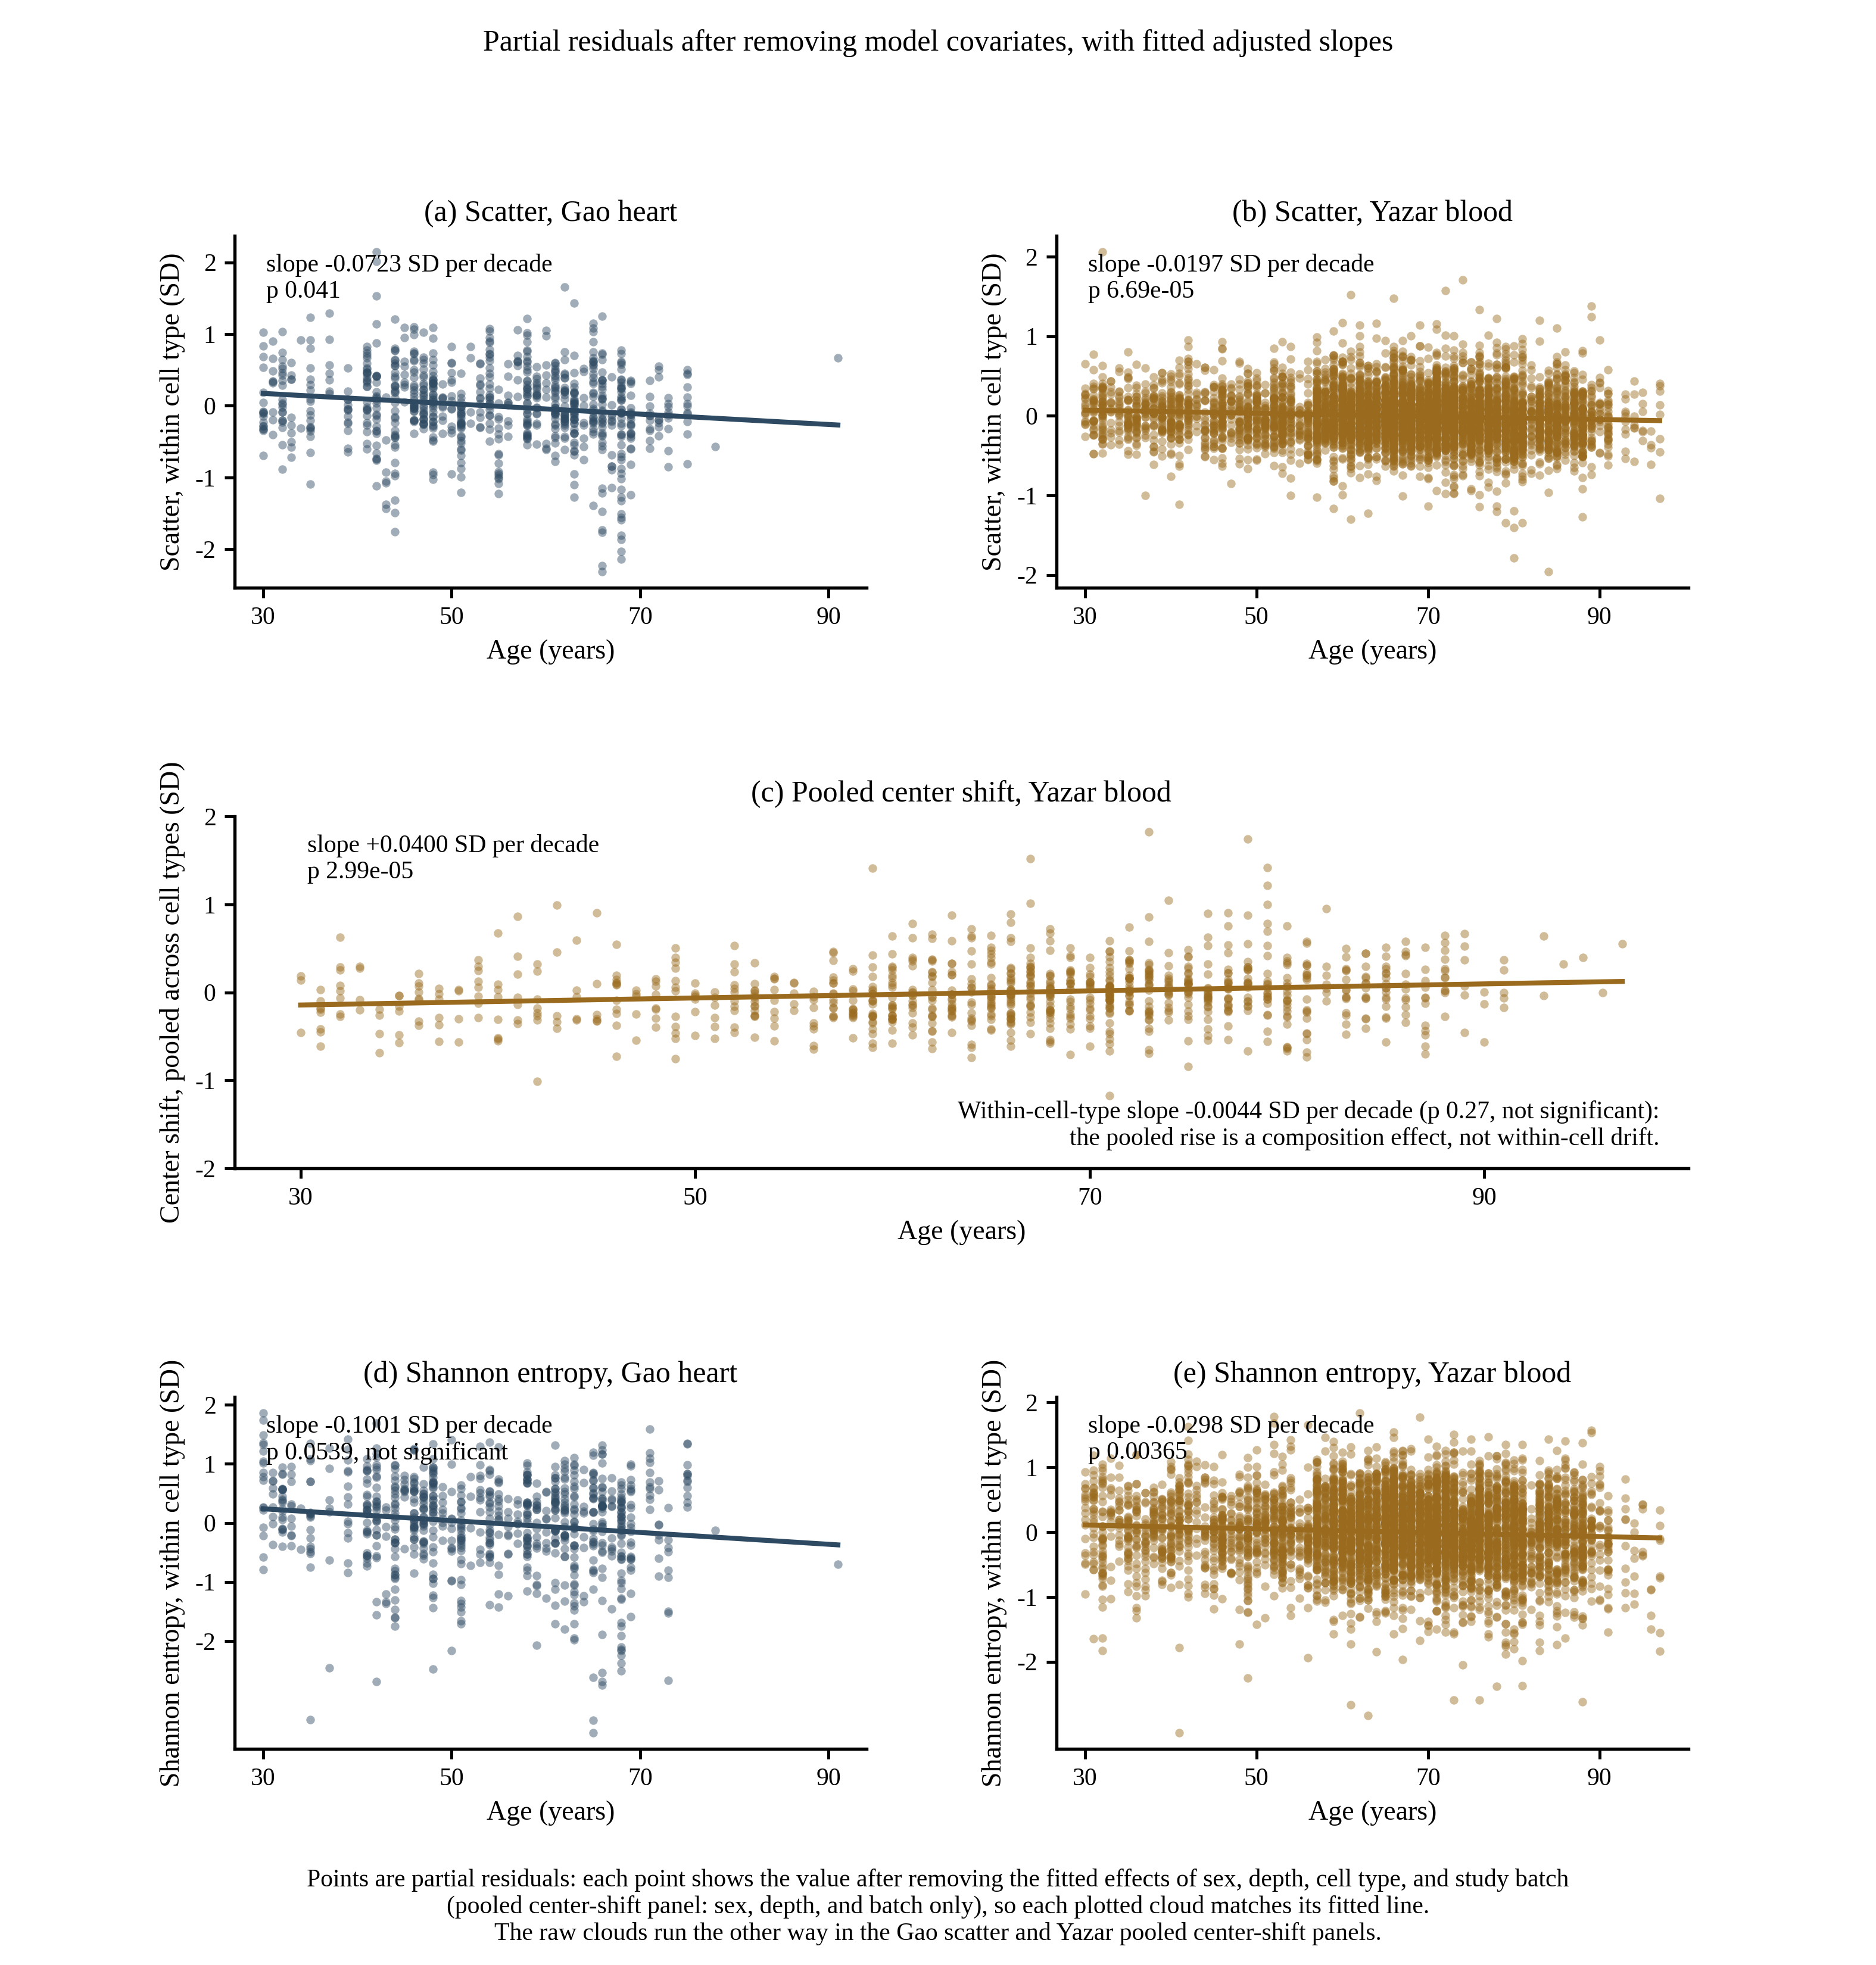 Partial residuals after removing model covariates, with fitted adjusted slopes
(a) Scatter, Gao heart
Scatter, within cell type (SD)
slope -0.0723 SD per decade
p 0.041
2
1
0
-1
-2
30 50 70 90
Age (years)
(b) Scatter, Yazar blood
Scatter, within cell type (SD)
slope -0.0197 SD per decade
p 6.69e-05
2
1
0
-1
-2
30 50 70 90
Age (years)
(c) Pooled center shift, Yazar blood
Center shift, pooled across cell types (SD)
slope +0.0400 SD per decade
p 2.99e-05
2
1
0
-1
-2
Within-cell-type slope -0.0044 SD per decade (p 0.27, not significant):
the pooled rise is a composition effect, not within-cell drift.
30 50 70 90
Age (years)
(d) Shannon entropy, Gao heart
Shannon entropy, within cell type (SD)
slope -0.1001 SD per decade
p 0.0539, not significant
2
1
0
-1
-2
30 50 70 90
Age (years)
(e) Shannon entropy, Yazar blood
Shannon entropy, within cell type (SD)
slope -0.0298 SD per decade
p 0.00365
2
1
0
-1
-2
30 50 70 90
Age (years)
Points are partial residuals: each point shows the value after removing the fitted effects of sex, depth, cell type, and study batch
(pooled center-shift panel: sex, depth, and batch only), so each plotted cloud matches its fitted line.
The raw clouds run the other way in the Gao scatter and Yazar pooled center-shift panels.